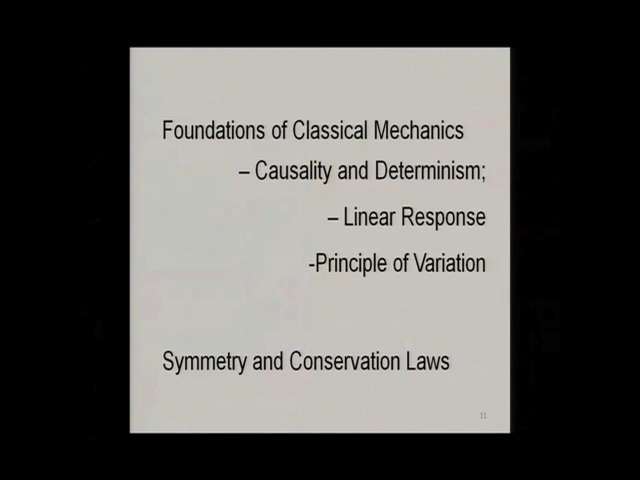 Foundations of Classical Mechanics
– Causality and Determinism;
– Linear Response
-Principle of Variation
Symmetry and Conservation Laws
11